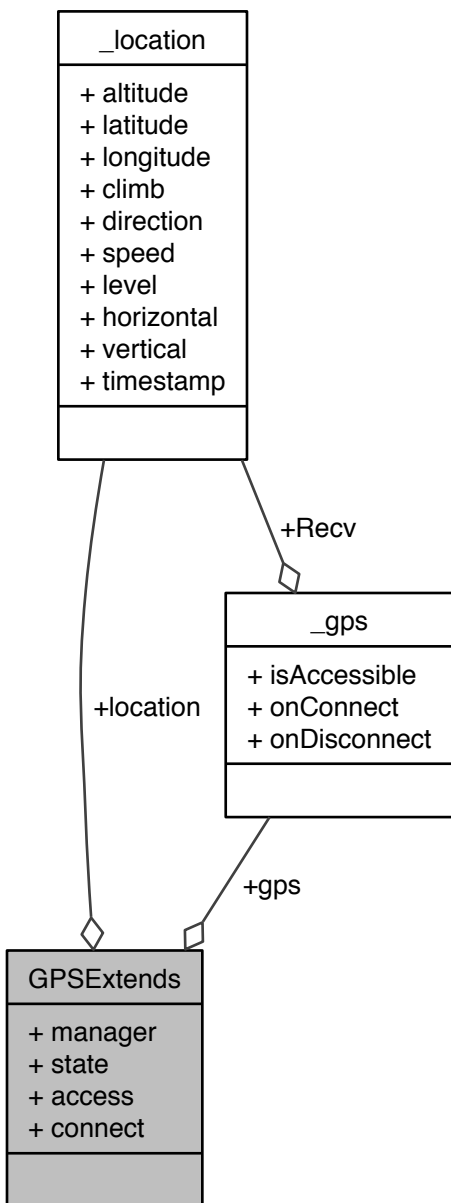 _location
+ altitude
+ latitude
+ longitude
+ climb
+ direction
+ speed
+ level
+ horizontal
+ vertical
+ timestamp
+Recv
_gps
+ isAccessible
+ onConnect
+ onDisconnect
+location
+gps
GPSExtends
+ manager
+ state
+ access
+ connect